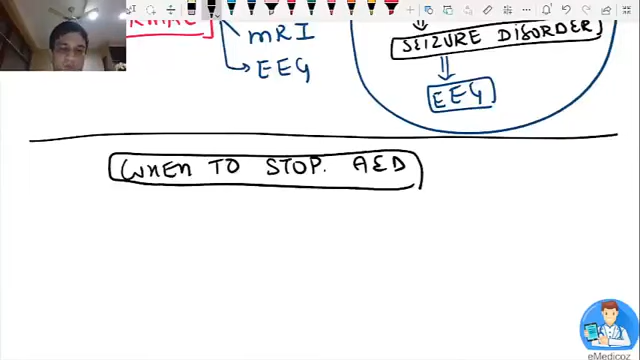 MRI
EEG
SEIZURE DISORDER
EEG
WHEN TO STOP. AED
eMedicoz